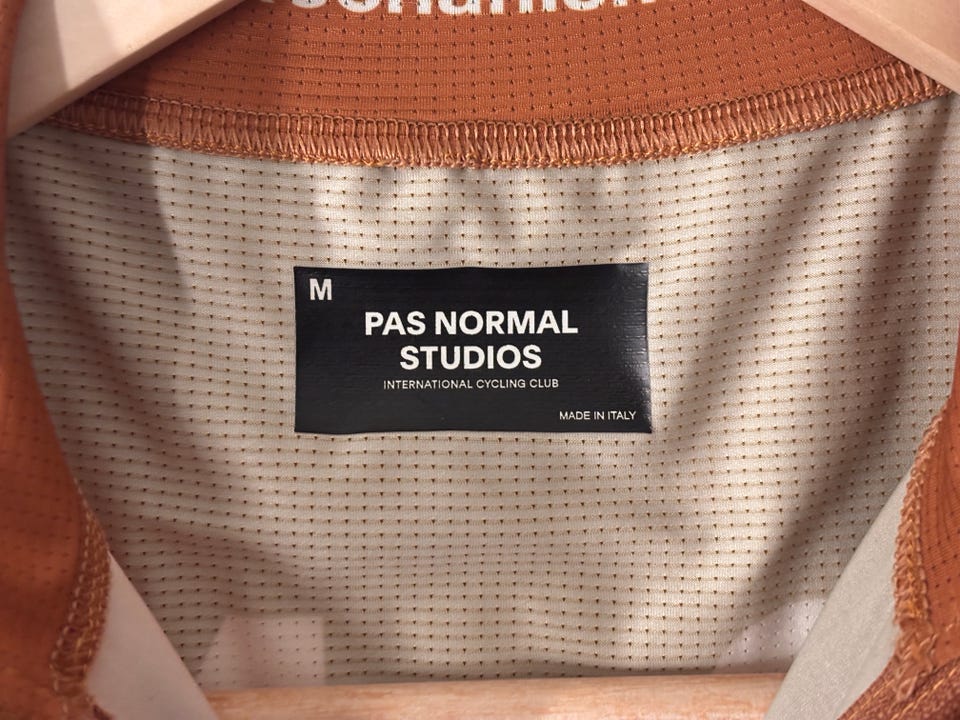 M
PAS NORMAL
STUDIOS
INTERNATIONAL CYCLING CLUB
MADE IN ITALY